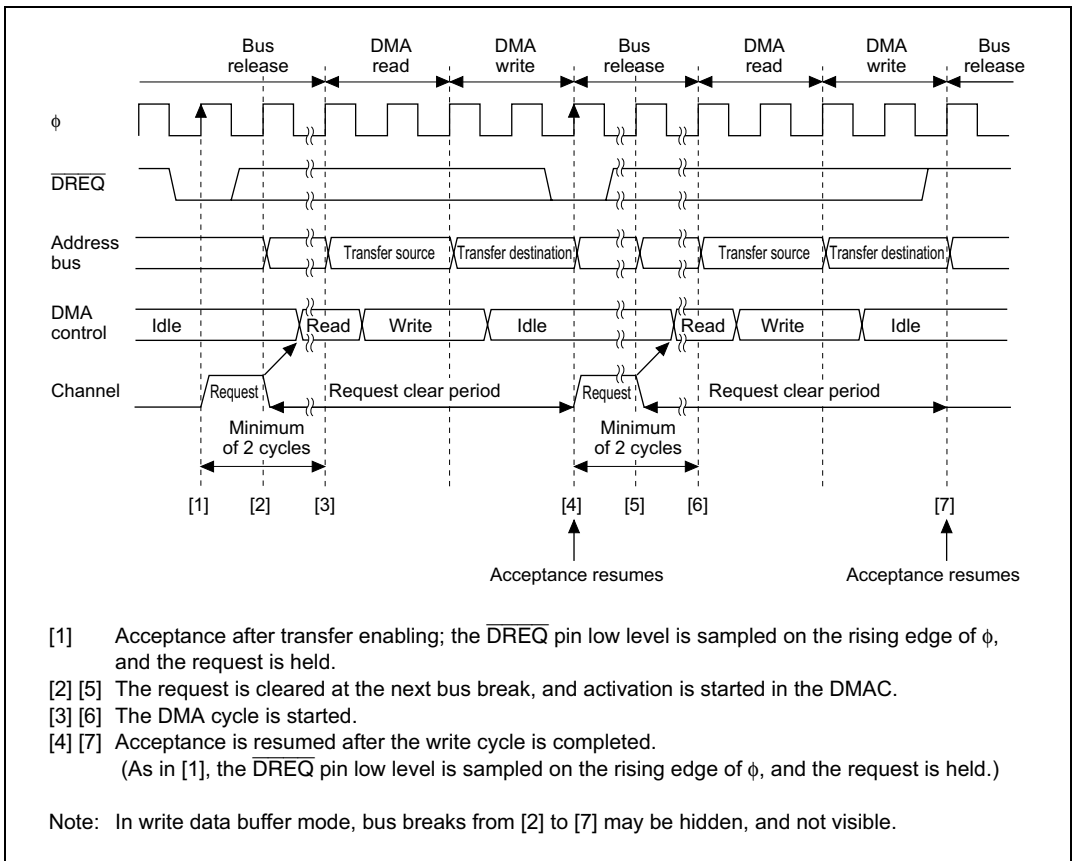 Bus release DMA read DMA write Bus release DMA read DMA write Bus release
φ
DREQ
Address bus Transfer source Transfer destination Transfer source Transfer destination
DMA control Idle Read Write Idle Read Write Idle
Channel Request Request clear period Request Request clear period
Minimum of 2 cycles Minimum of 2 cycles
[1] [2] [3] [4] [5] [6] [7]
Acceptance resumes Acceptance resumes
[1] Acceptance after transfer enabling; the DREQ pin low level is sampled on the rising edge of φ,
and the request is held.
[2] [5] The request is cleared at the next bus break, and activation is started in the DMAC.
[3] [6] The DMA cycle is started.
[4] [7] Acceptance is resumed after the write cycle is completed.
(As in [1], the DREQ pin low level is sampled on the rising edge of φ, and the request is held.)
Note: In write data buffer mode, bus breaks from [2] to [7] may be hidden, and not visible.